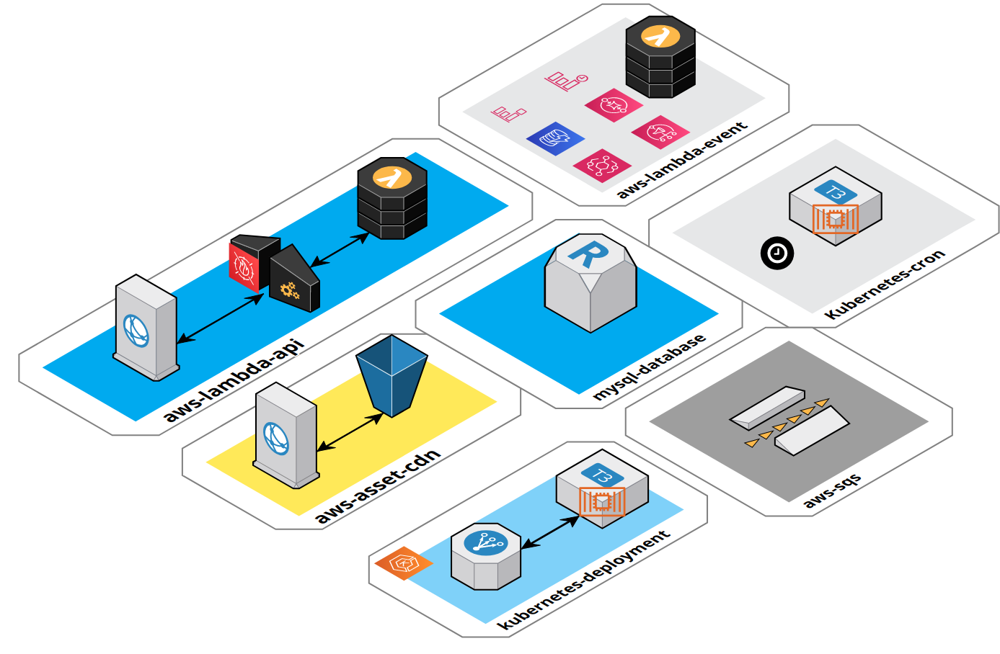 aws-lambda-event
T3
Kubernetes-cron
aws-lambda-api
R
mysql-database
aws-asset-cdn
aws-sqs
T3
kubernetes-deployment